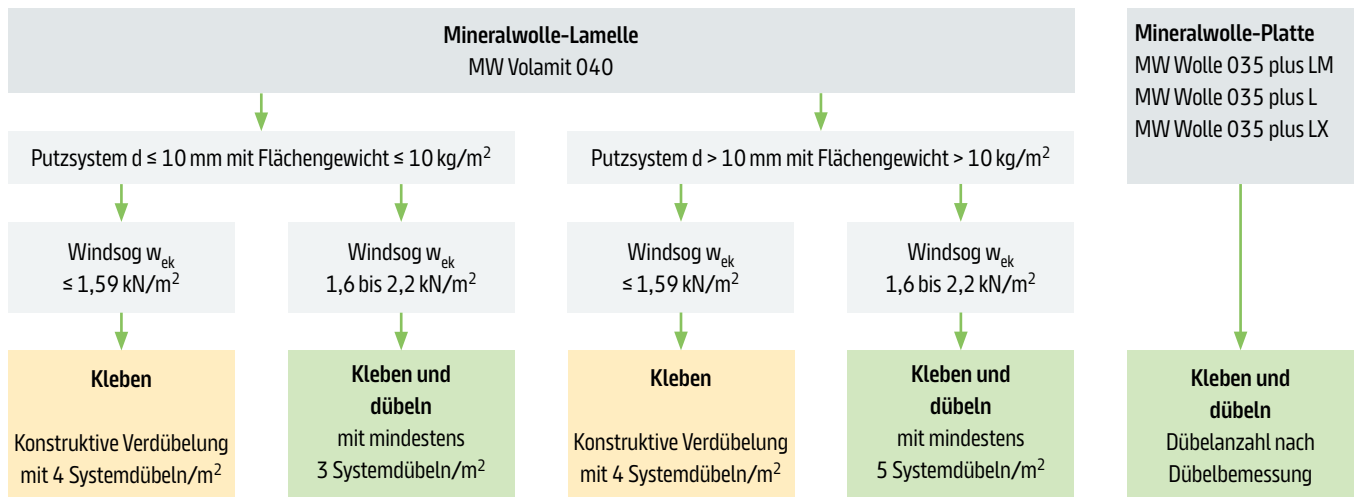 Mineralwolle-Lamelle
MW Volamit 040
Mineralwolle-Platte
MW Wolle 035 plus LM
MW Wolle 035 plus L
MW Wolle 035 plus LX
Putzsystem d ≤ 10 mm mit Flächengewicht ≤ 10 kg/m²
Putzsystem d > 10 mm mit Flächengewicht > 10 kg/m²
Windsog wek
≤ 1,59 kN/m²
Windsog wek
1,6 bis 2,2 kN/m²
Windsog wek
≤ 1,59 kN/m²
Windsog wek
1,6 bis 2,2 kN/m²
Kleben
Konstruktive Verdübelung
mit 4 Systemdübeln/m²
Kleben und
dübeln
mit mindestens
3 Systemdübeln/m²
Kleben
Konstruktive Verdübelung
mit 4 Systemdübeln/m²
Kleben und
dübeln
mit mindestens
5 Systemdübeln/m²
Kleben und
dübeln
Dübelanzahl nach
Dübelbemessung